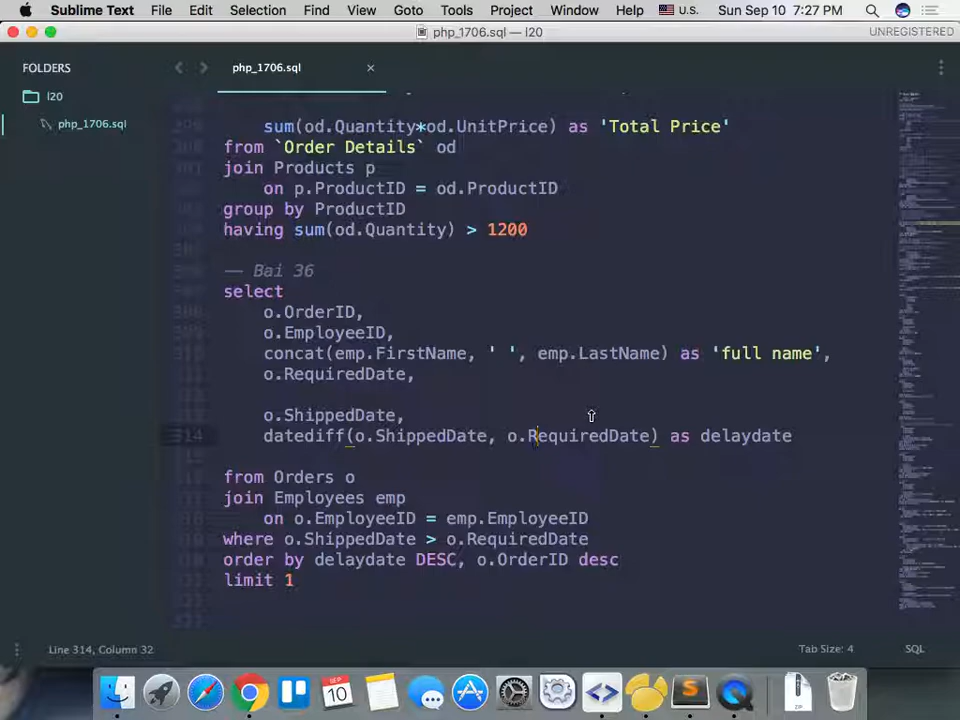 Sublime Text File Edit Selection Find View Goto Tools Project Window Help U.S. Sun Sep 10 7:27 PM
php_1706.sql — l20
UNREGISTERED
FOLDERS
l20
php_1706.sql
php_1706.sql ×
sum(od.Quantity*od.UnitPrice) as 'Total Price'
from `Order Details` od
join Products p
on p.ProductID = od.ProductID
group by ProductID
having sum(od.Quantity) > 1200
-- Bai 36
select
o.OrderID,
o.EmployeeID,
concat(emp.FirstName, ' ', emp.LastName) as 'full name',
o.RequiredDate,
o.ShippedDate,
314 datediff(o.ShippedDate, o.RequiredDate) as delaydate
from Orders o
join Employees emp
on o.EmployeeID = emp.EmployeeID
where o.ShippedDate > o.RequiredDate
order by delaydate DESC, o.OrderID desc
limit 1
Line 314, Column 32
Tab Size: 4
SQL
SEP
10